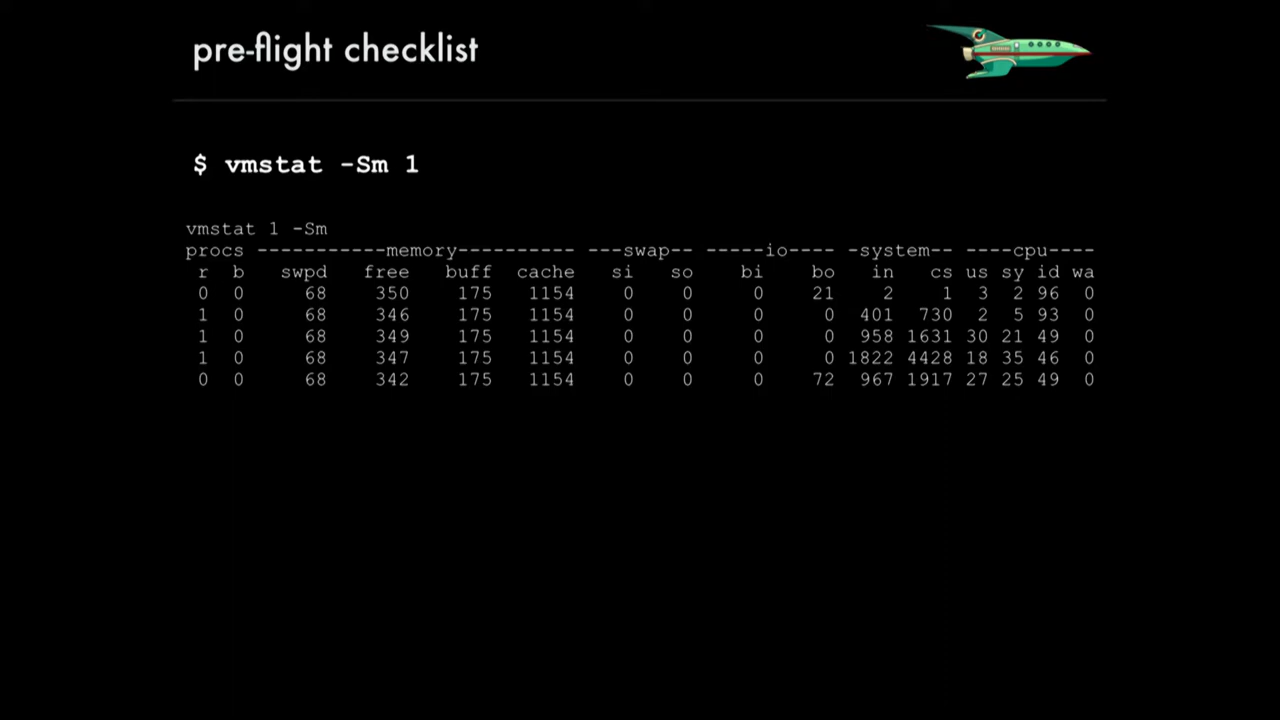 pre-flight checklist
$ vmstat -Sm 1
vmstat 1 -Sm
procs -----------memory---------- ---swap-- -----io---- -system-- ----cpu----
r b swpd free buff cache si so bi bo in cs us sy id wa
0 0 68 350 175 1154 0 0 0 21 2 1 3 2 96 0
1 0 68 346 175 1154 0 0 0 0 401 730 2 5 93 0
1 0 68 349 175 1154 0 0 0 0 958 1631 30 21 49 0
1 0 68 347 175 1154 0 0 0 0 1822 4428 18 35 46 0
0 0 68 342 175 1154 0 0 0 72 967 1917 27 25 49 0